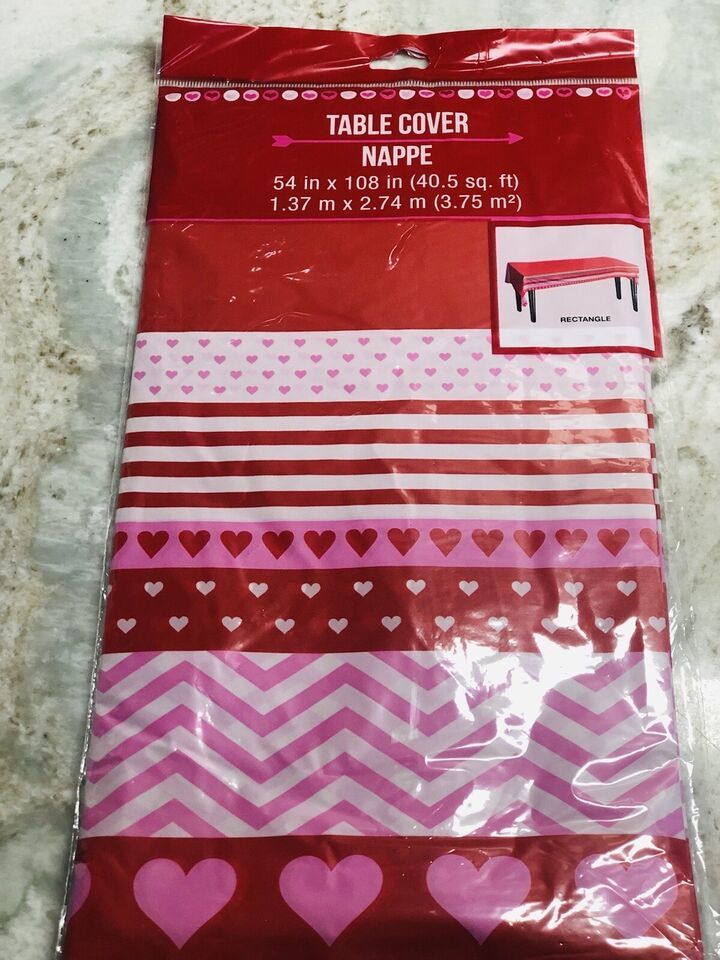 TABLE COVER
NAPPE
54 in x 108 in (40.5 sq. ft)
1.37 m x 2.74 m (3.75 m²)
RECTANGLE